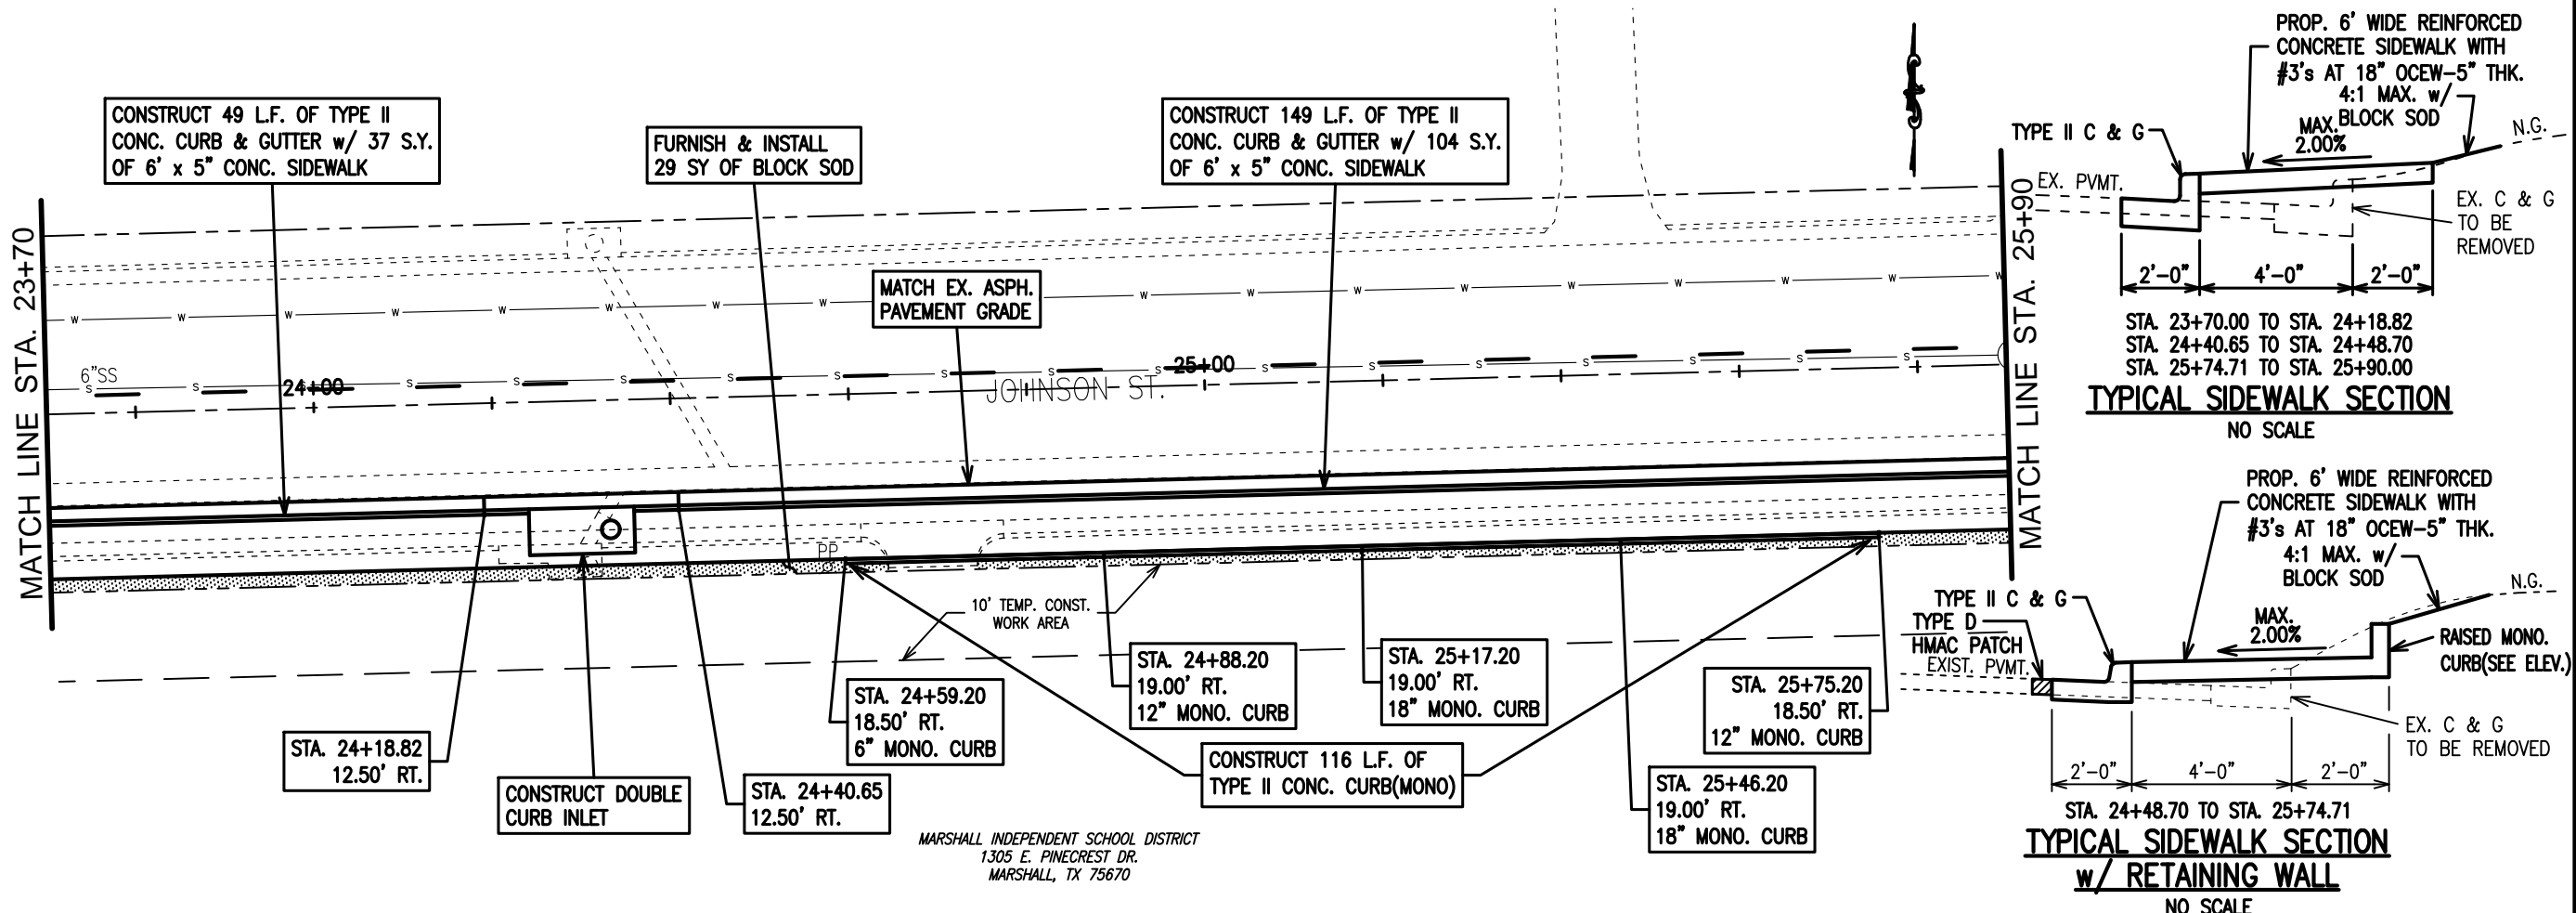 CONSTRUCT 49 L.F. OF TYPE II
CONC. CURB & GUTTER w/ 37 S.Y.
OF 6' x 5" CONC. SIDEWALK
FURNISH & INSTALL
29 SY OF BLOCK SOD
CONSTRUCT 149 L.F. OF TYPE II
CONC. CURB & GUTTER w/ 104 S.Y.
OF 6' x 5" CONC. SIDEWALK
MATCH EX. ASPH.
PAVEMENT GRADE
MATCH LINE STA. 23+70
MATCH LINE STA. 25+90
W W W W W W W W W W W W W W W W W
6"SS
S S S S S S S S S S S S S S S S S S
24+00
25+00
JOHNSON ST.
PP
10' TEMP. CONST.
WORK AREA
STA. 24+18.82
12.50' RT.
CONSTRUCT DOUBLE
CURB INLET
STA. 24+40.65
12.50' RT.
STA. 24+59.20
18.50' RT.
6" MONO. CURB
STA. 24+88.20
19.00' RT.
12" MONO. CURB
STA. 25+17.20
19.00' RT.
18" MONO. CURB
CONSTRUCT 116 L.F. OF
TYPE II CONC. CURB(MONO)
STA. 25+46.20
19.00' RT.
18" MONO. CURB
STA. 25+75.20
18.50' RT.
12" MONO. CURB
MARSHALL INDEPENDENT SCHOOL DISTRICT
1305 E. PINECREST DR.
MARSHALL, TX 75670
PROP. 6' WIDE REINFORCED
CONCRETE SIDEWALK WITH
#3's AT 18" OCEW-5" THK.
4:1 MAX. w/
BLOCK SOD
TYPE II C & G
MAX.
2.00%
N.G.
EX. PVMT.
EX. C & G
TO BE
REMOVED
2'-0" 4'-0" 2'-0"
STA. 23+70.00 TO STA. 24+18.82
STA. 24+40.65 TO STA. 24+48.70
STA. 25+74.71 TO STA. 25+90.00
TYPICAL SIDEWALK SECTION
NO SCALE
PROP. 6' WIDE REINFORCED
CONCRETE SIDEWALK WITH
#3's AT 18" OCEW-5" THK.
4:1 MAX. w/
BLOCK SOD
N.G.
TYPE II C & G
TYPE D
HMAC PATCH
EXIST. PVMT.
MAX.
2.00%
RAISED MONO.
CURB(SEE ELEV.)
EX. C & G
TO BE REMOVED
2'-0" 4'-0" 2'-0"
STA. 24+48.70 TO STA. 25+74.71
TYPICAL SIDEWALK SECTION
w/ RETAINING WALL
NO SCALE